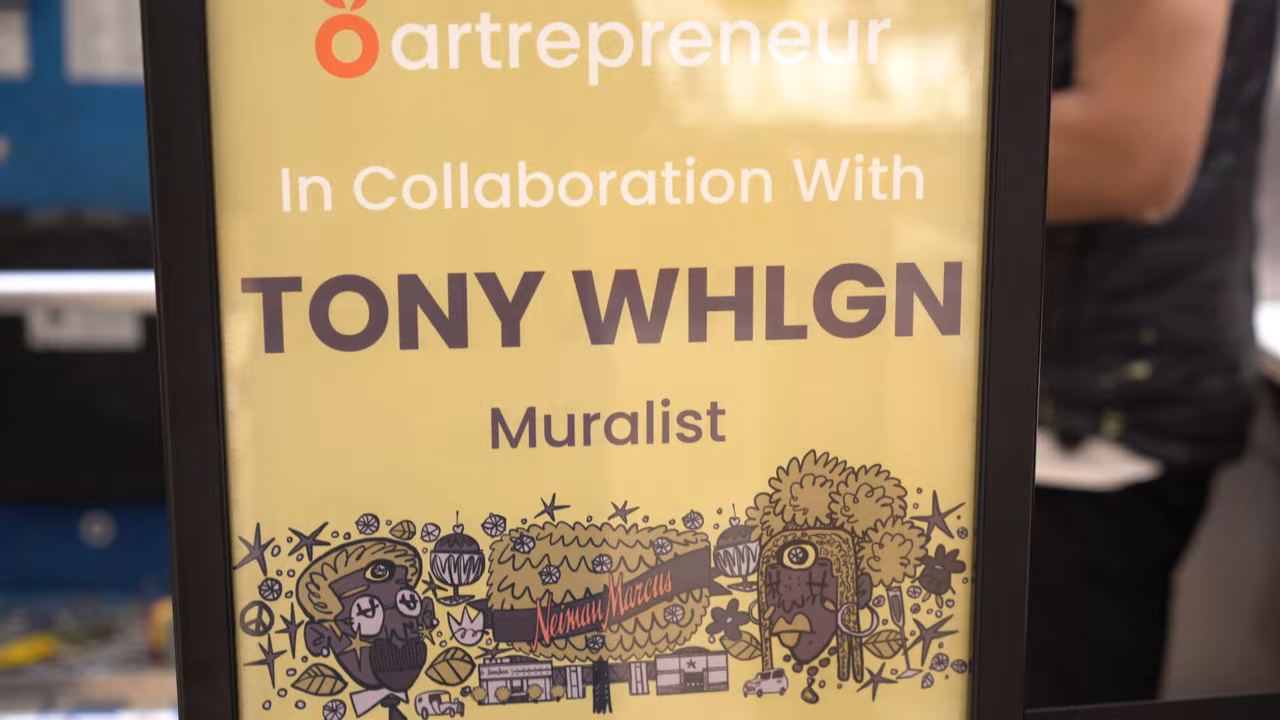 artrepreneur
In Collaboration With
TONY WHLGN
Muralist
Neiman Marcus